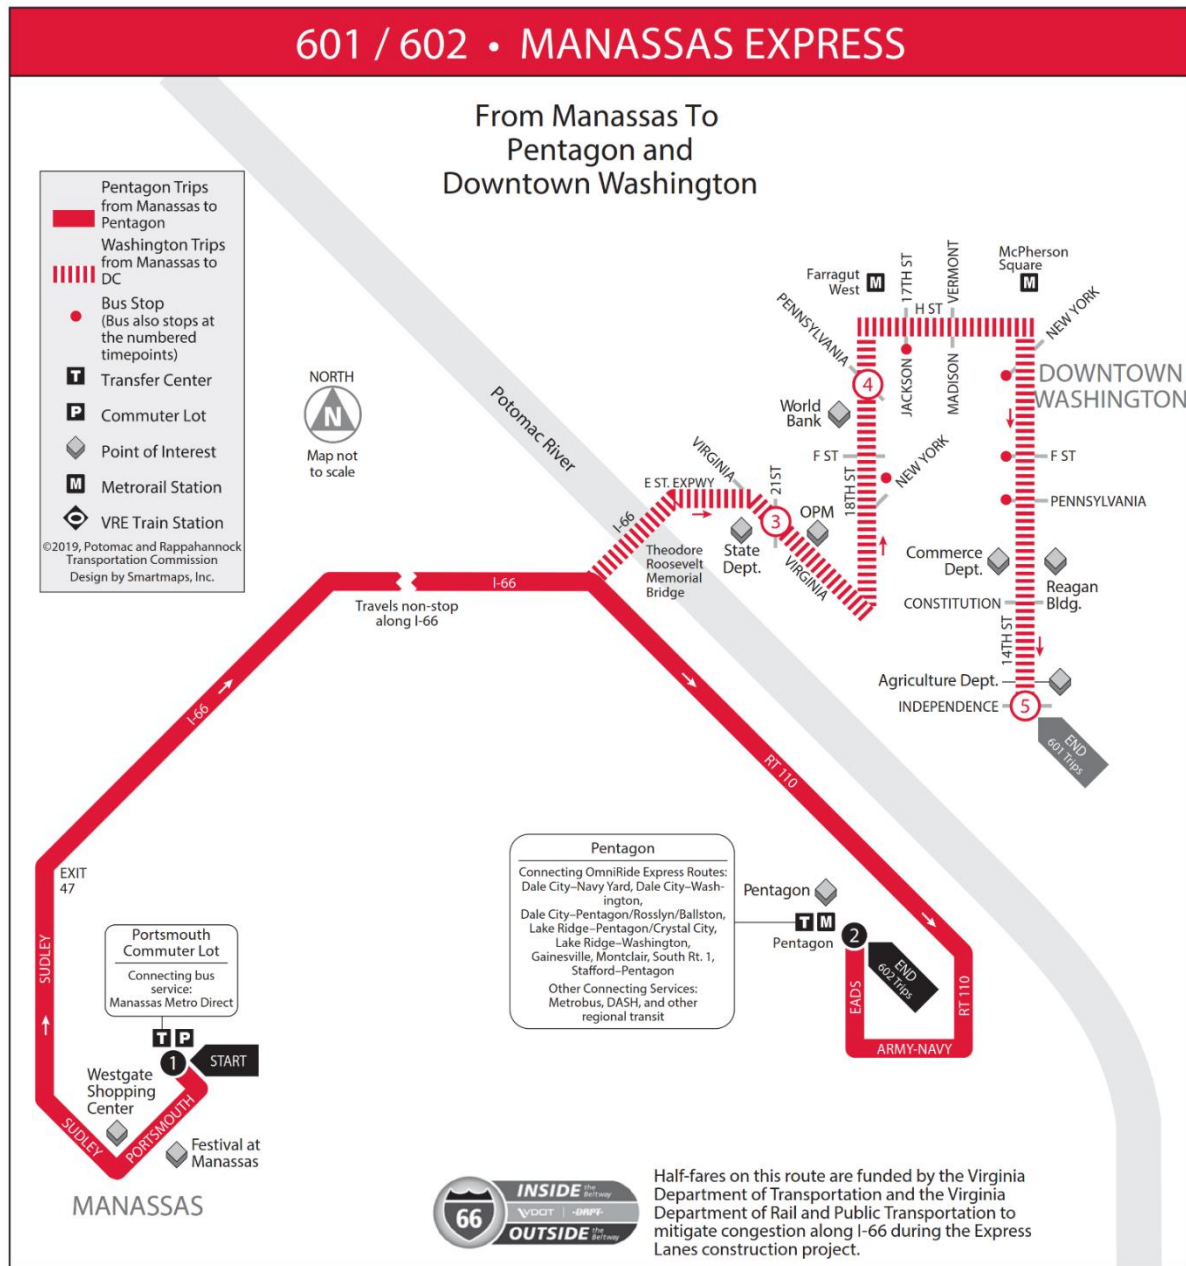 601 / 602 • MANASSAS EXPRESS
From Manassas To
Pentagon and
Downtown Washington
Pentagon Trips
from Manassas to
Pentagon
Washington Trips
from Manassas to
DC
Bus Stop
(Bus also stops at
the numbered
timepoints)
T Transfer Center
P Commuter Lot
Point of Interest
M Metrorail Station
VRE Train Station
©2019, Potomac and Rappahannock
Transportation Commission
Design by Smartmaps, Inc.
NORTH
N
Map not
to scale
Potomac River
Farragut
West
M
17TH ST
VERMONT
McPherson
Square
M
H ST
PENNSYLVANIA
NEW YORK
4
JACKSON
MADISON
DOWNTOWN
WASHINGTON
World
Bank
F ST
18TH ST
NEW YORK
F ST
PENNSYLVANIA
VIRGINIA
E ST. EXPWY
21ST
I-66
3
OPM
State
Dept.
VIRGINIA
Theodore
Roosevelt
Memorial
Bridge
Commerce
Dept.
Reagan
Bldg.
CONSTITUTION
14TH ST
Agriculture Dept.
INDEPENDENCE
5
END
601 Trips
I-66
Travels non-stop
along I-66
I-66
RT 110
EXIT
47
SUDLEY
Portsmouth
Commuter Lot
Connecting bus
service:
Manassas Metro Direct
T P
1
START
Westgate
Shopping
Center
SUDLEY
PORTSMOUTH
Festival at
Manassas
MANASSAS
Pentagon
Connecting OmniRide Express Routes:
Dale City–Navy Yard, Dale City–Wash-
ington,
Dale City–Pentagon/Rosslyn/Ballston,
Lake Ridge–Pentagon/Crystal City,
Lake Ridge–Washington,
Gainesville, Montclair, South Rt. 1,
Stafford–Pentagon
Other Connecting Services:
Metrobus, DASH, and other
regional transit
Pentagon
T M
Pentagon
2
END
602 Trips
EADS
ARMY-NAVY
RT 110
66
INSIDE the Beltway
VDOT | -DRPT-
OUTSIDE the Beltway
Half-fares on this route are funded by the Virginia
Department of Transportation and the Virginia
Department of Rail and Public Transportation to
mitigate congestion along I-66 during the Express
Lanes construction project.